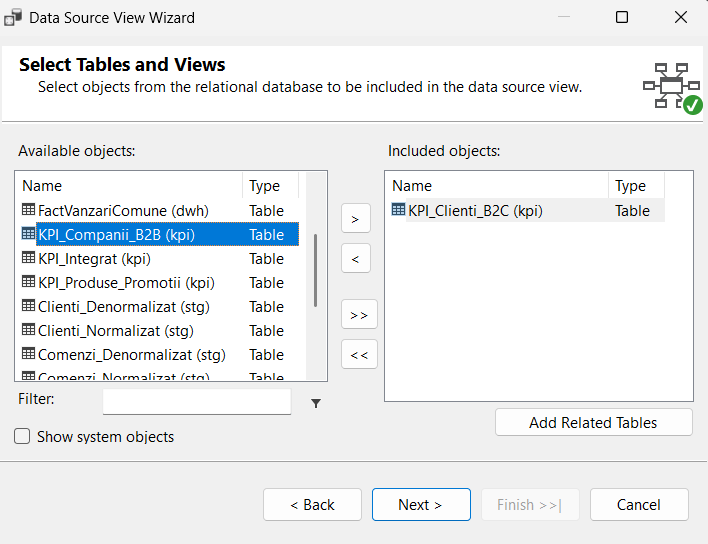 Data Source View Wizard
Select Tables and Views
Select objects from the relational database to be included in the data source view.
Available objects:
Name Type
FactVanzariComune (dwh) Table
KPI_Companii_B2B (kpi) Table
KPI_Integrat (kpi) Table
KPI_Produse_Promotii (kpi) Table
Clienti_Denormalizat (stg) Table
Clienti_Normalizat (stg) Table
Comenzi_Denormalizat (stg) Table
Comenzi_Normalizat (stg) Table
Filter:
Show system objects
>
<
>>
<<
Included objects:
Name Type
KPI_Clienti_B2C (kpi) Table
Add Related Tables
< Back
Next >
Finish >>|
Cancel